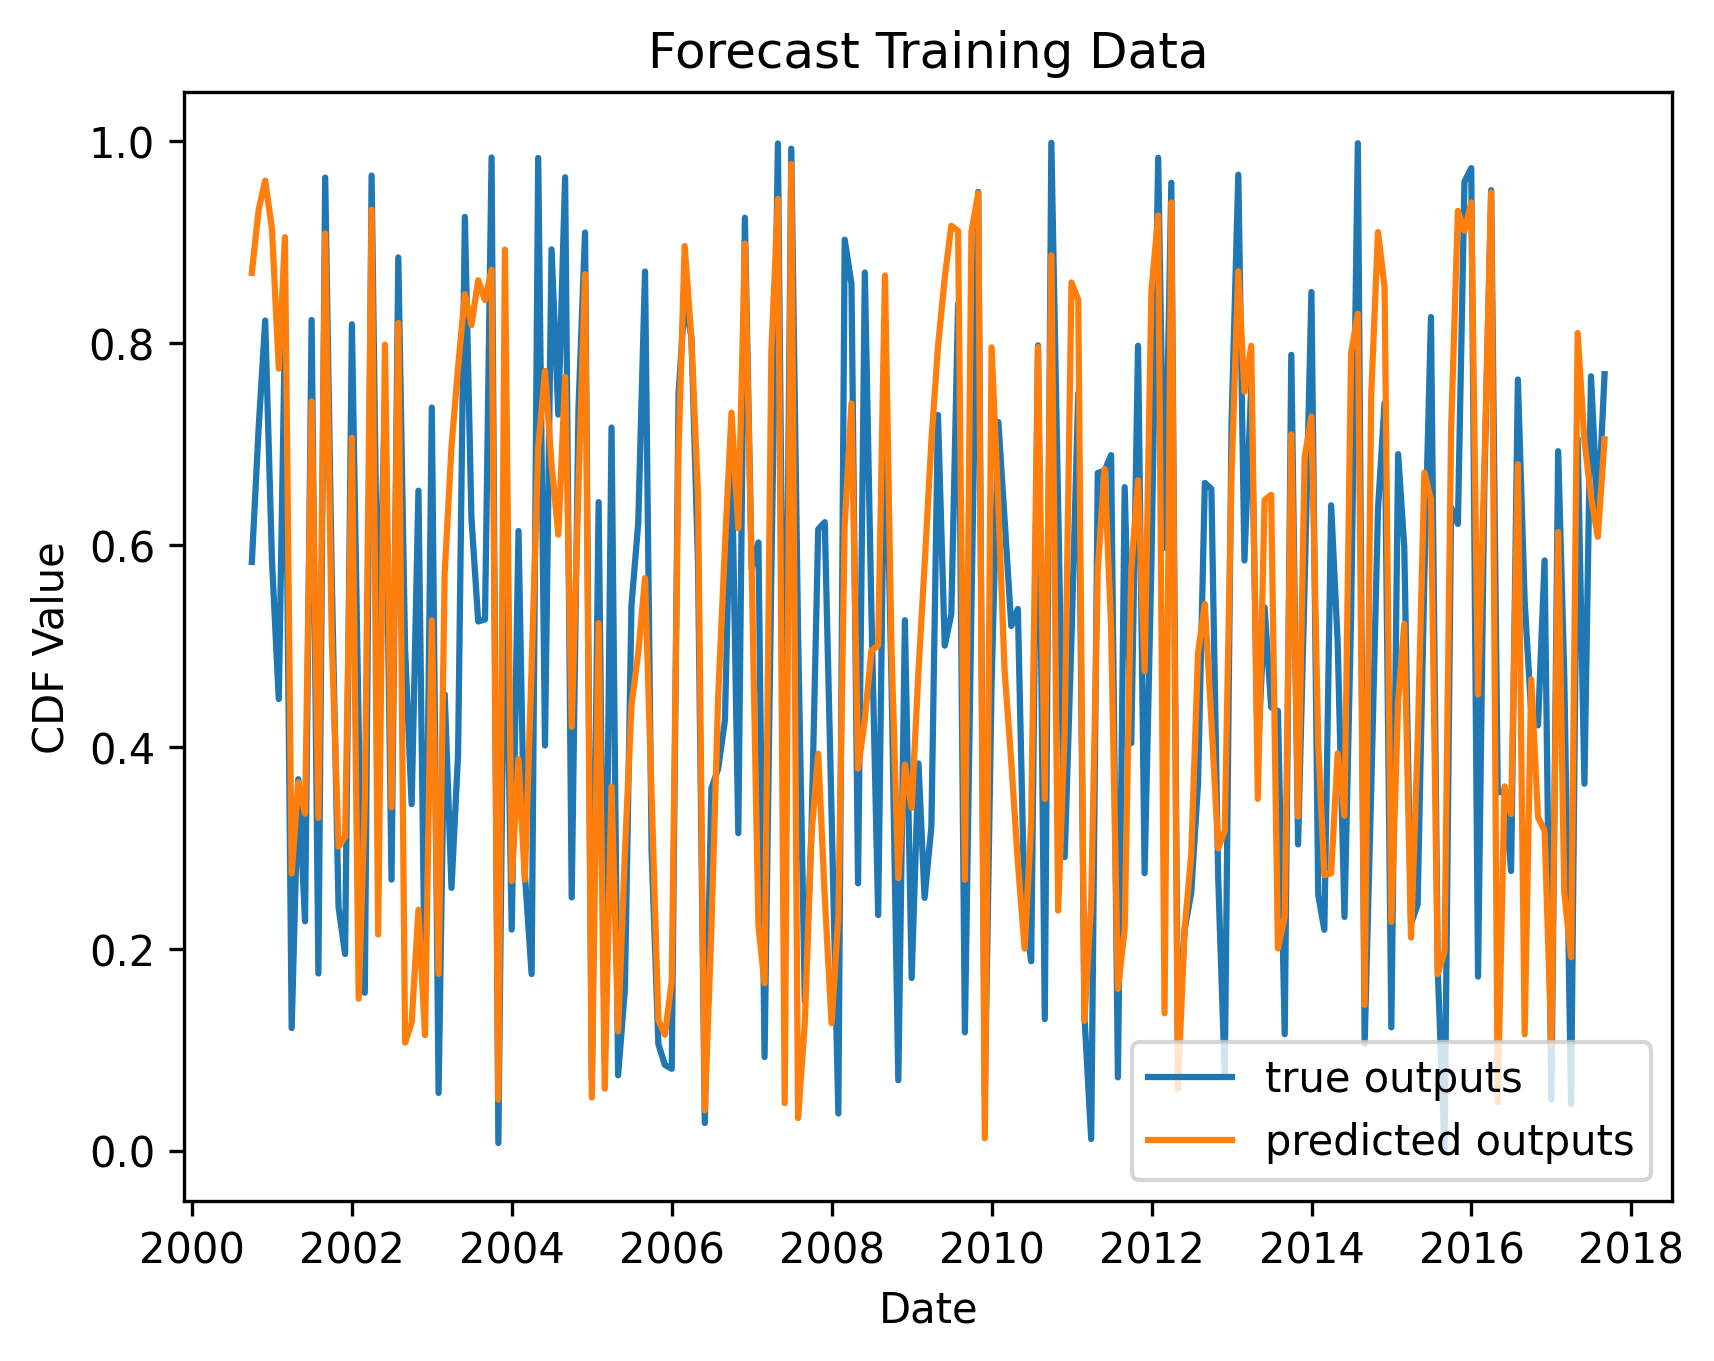 Forecast Training Data
CDF Value
1.0
0.8
0.6
0.4
0.2
0.0
true outputs
predicted outputs
2000 2002 2004 2006 2008 2010 2012 2014 2016 2018
Date